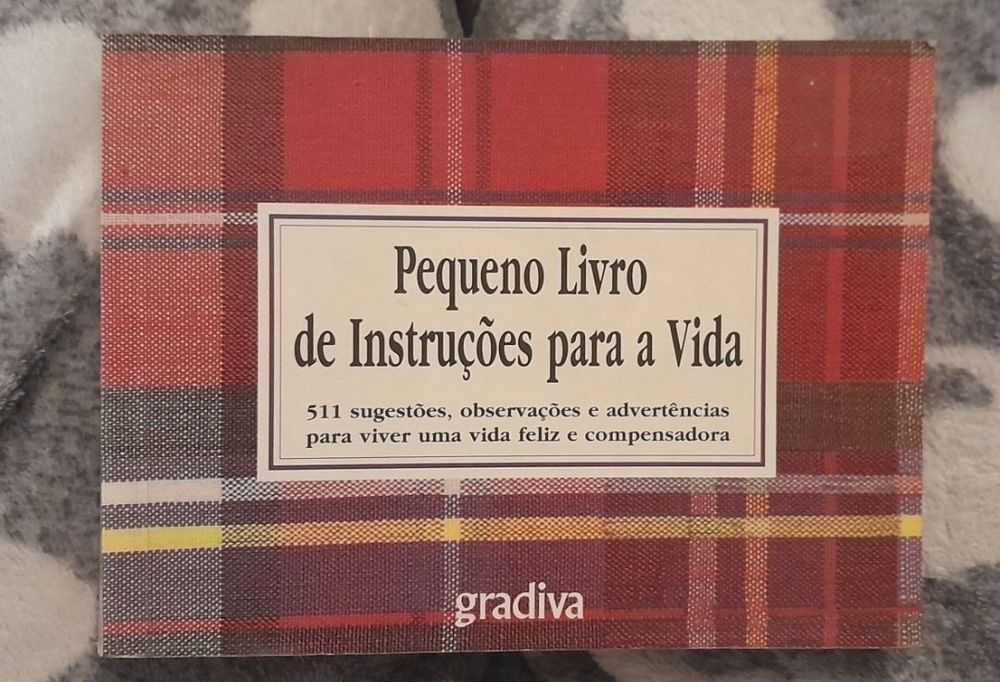 Pequeno Livro
de Instruções para a Vida
511 sugestões, observações e advertências
para viver uma vida feliz e compensadora
gradiva